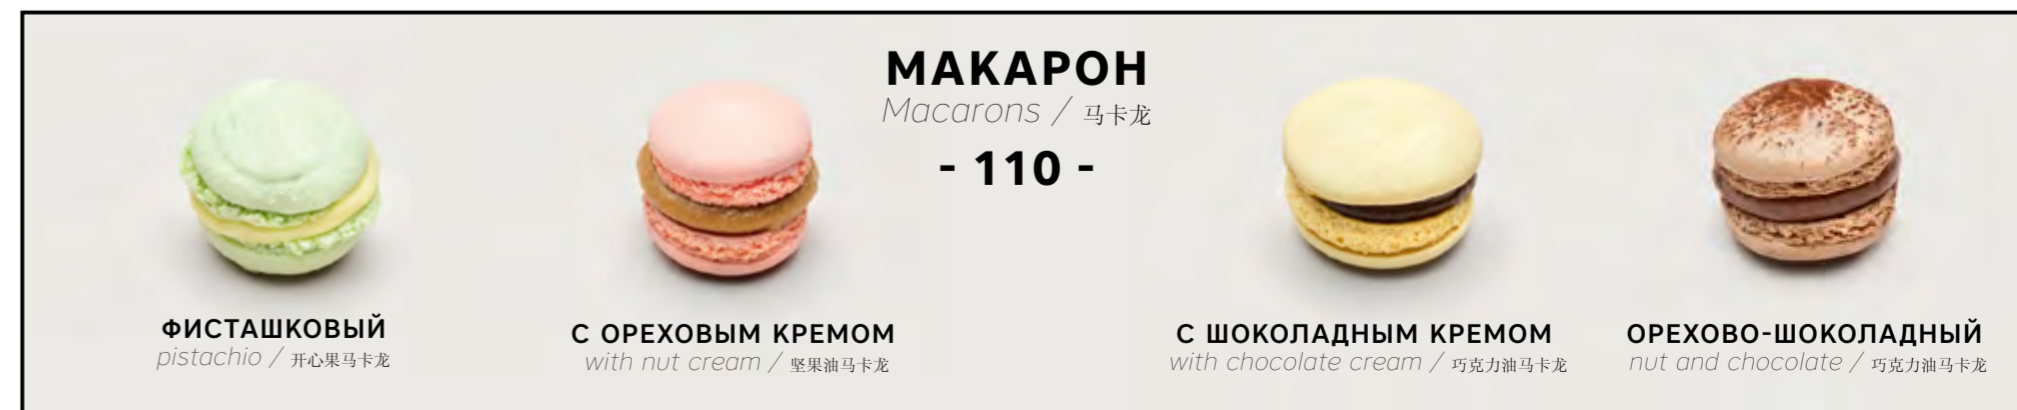 МАКАРОН
Macarons / 马卡龙
- 110 -
ФИСТАШКОВЫЙ
pistachio / 开心果马卡龙
С ОРЕХОВЫМ КРЕМОМ
with nut cream / 坚果油马卡龙
С ШОКОЛАДНЫМ КРЕМОМ
with chocolate cream / 巧克力油马卡龙
ОРЕХОВО-ШОКОЛАДНЫЙ
nut and chocolate / 巧克力油马卡龙